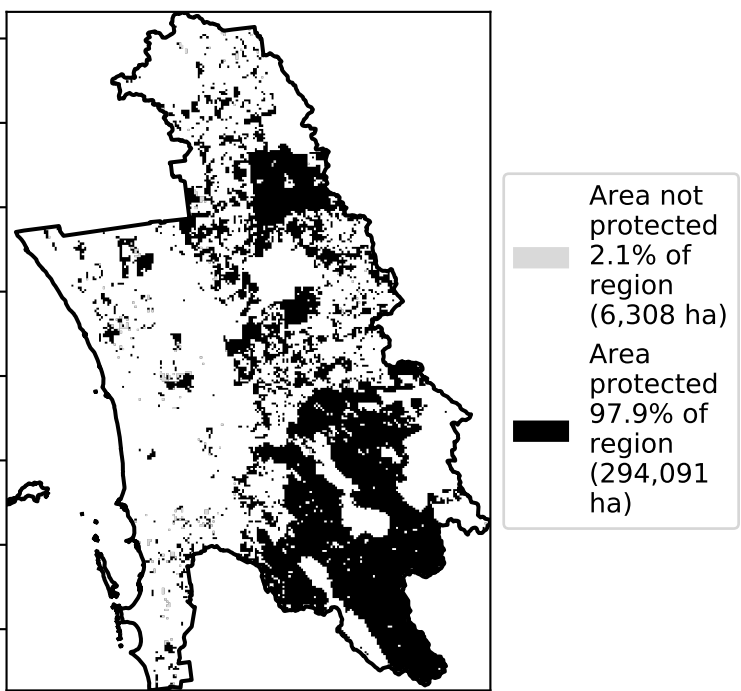 Area not
protected
2.1% of
region
(6,308 ha)
Area
protected
97.9% of
region
(294,091
ha)